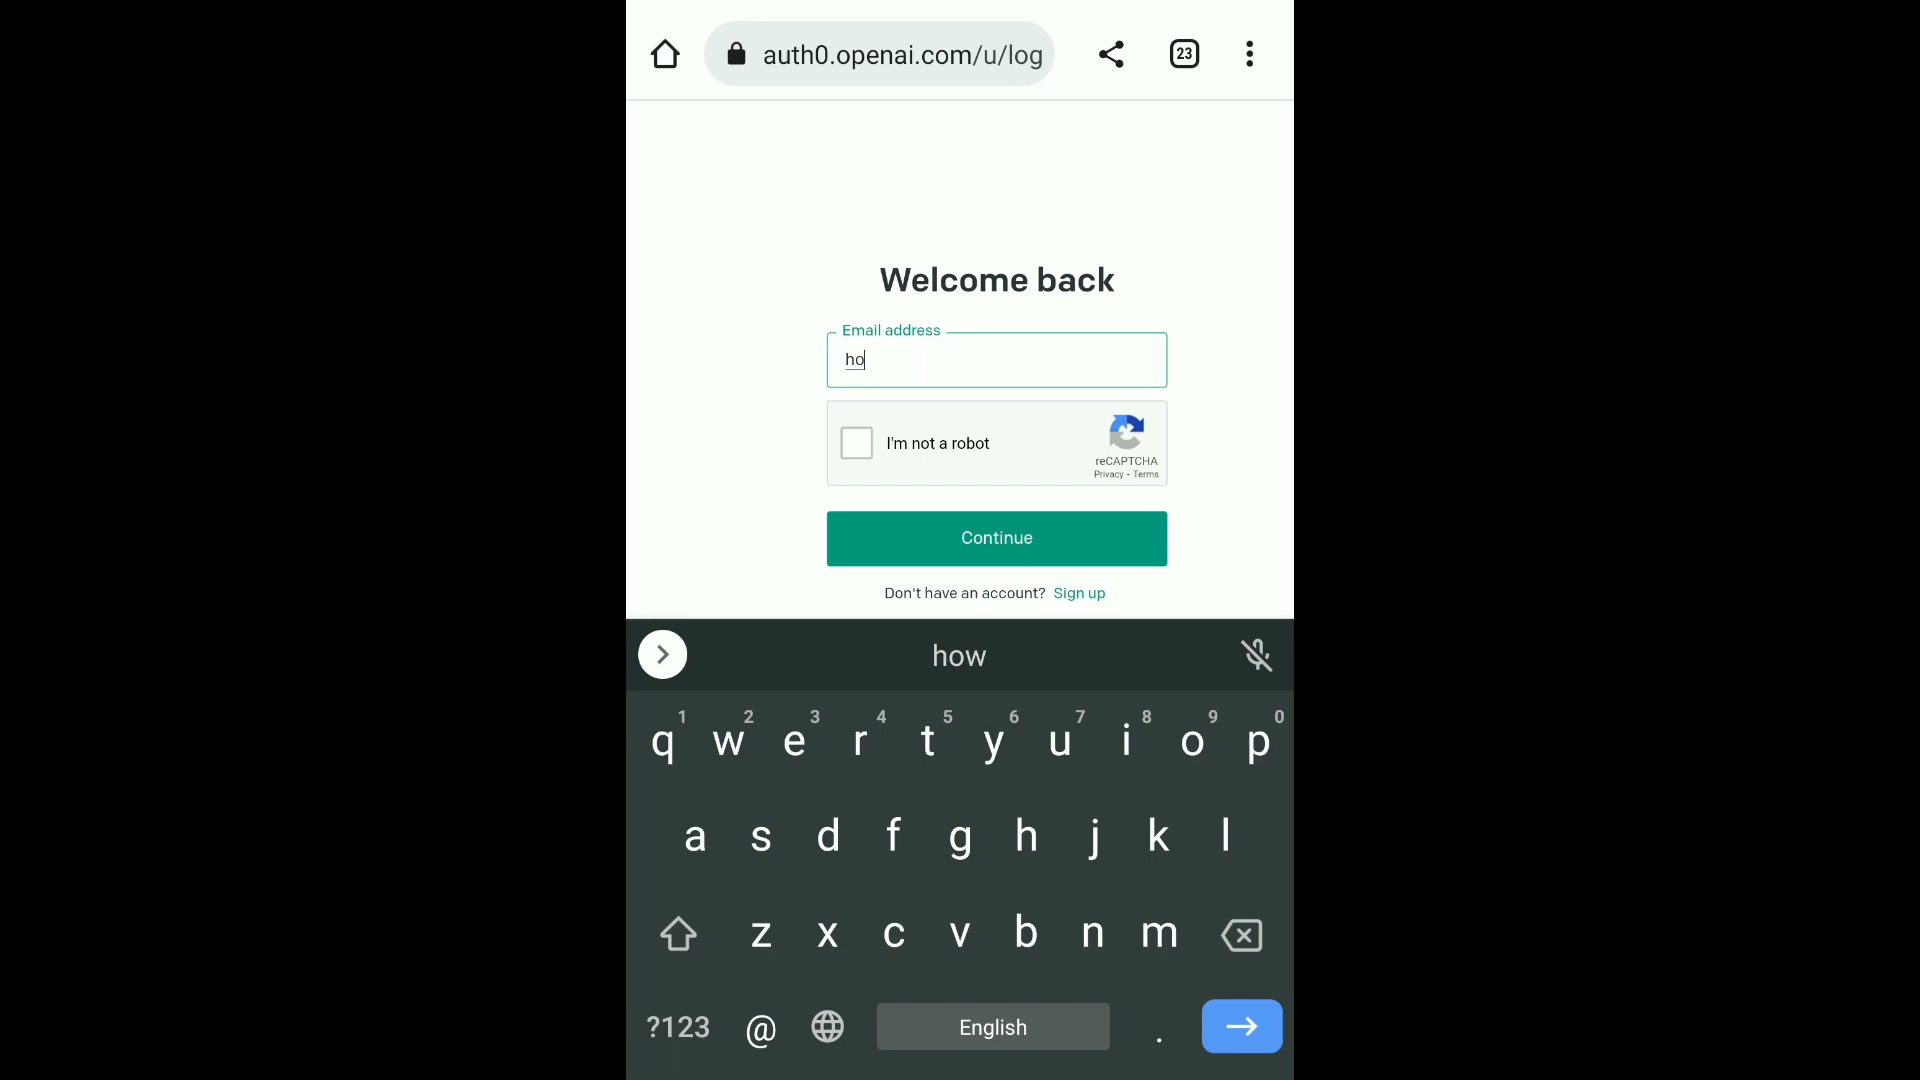 auth0.openai.com/u/log
23
Welcome back
Email address
ho
I'm not a robot
reCAPTCHA
Privacy - Terms
Continue
Don't have an account? Sign up
how
1 2 3 4 5 6 7 8 9 0
q w e r t y u i o p
a s d f g h j k l
z x c v b n m
?123 @ English .